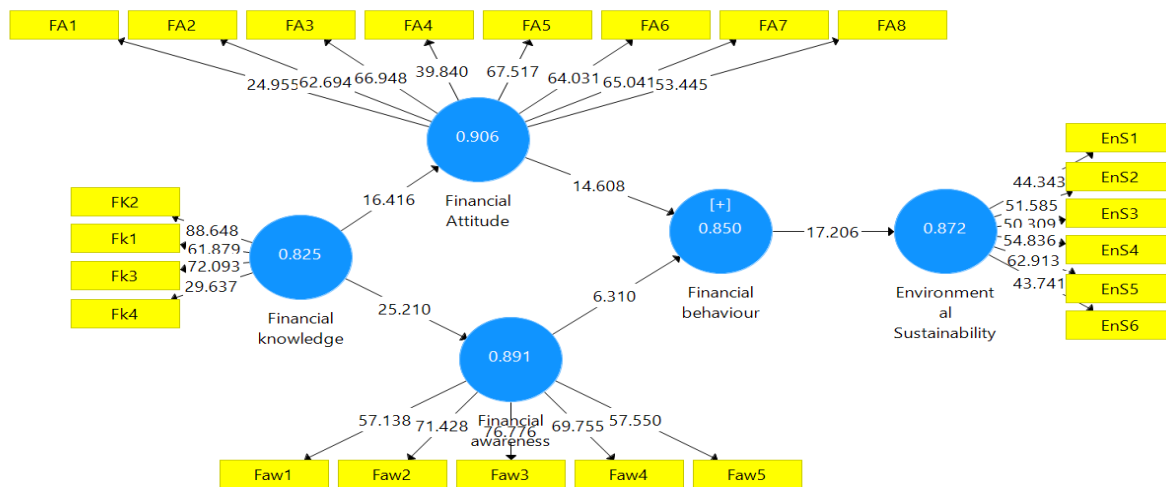 FA1 FA2 FA3 FA4 FA5 FA6 FA7 FA8
24.955 62.694 66.948 39.840 67.517 64.031 65.041 53.445
0.906
Financial
Attitude
FK2
Fk1
Fk3
Fk4
88.648
61.879
72.093
29.637
0.825
Financial
knowledge
16.416
25.210
14.608
6.310
[+]
0.850
Financial
behaviour
17.206
0.872
Environment
al
Sustainability
44.343
51.585
50.309
54.836
62.913
43.741
EnS1
EnS2
EnS3
EnS4
EnS5
EnS6
0.891
Financial
awareness
57.138 71.428 76.776 69.755 57.550
Faw1 Faw2 Faw3 Faw4 Faw5